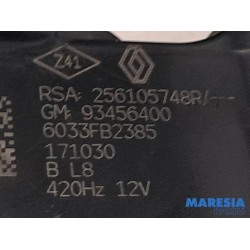 Z41
RSA: 256105748R/---
GM: 93456400
6033FB2385
171030
B L8
420Hz 12V
MARESIA